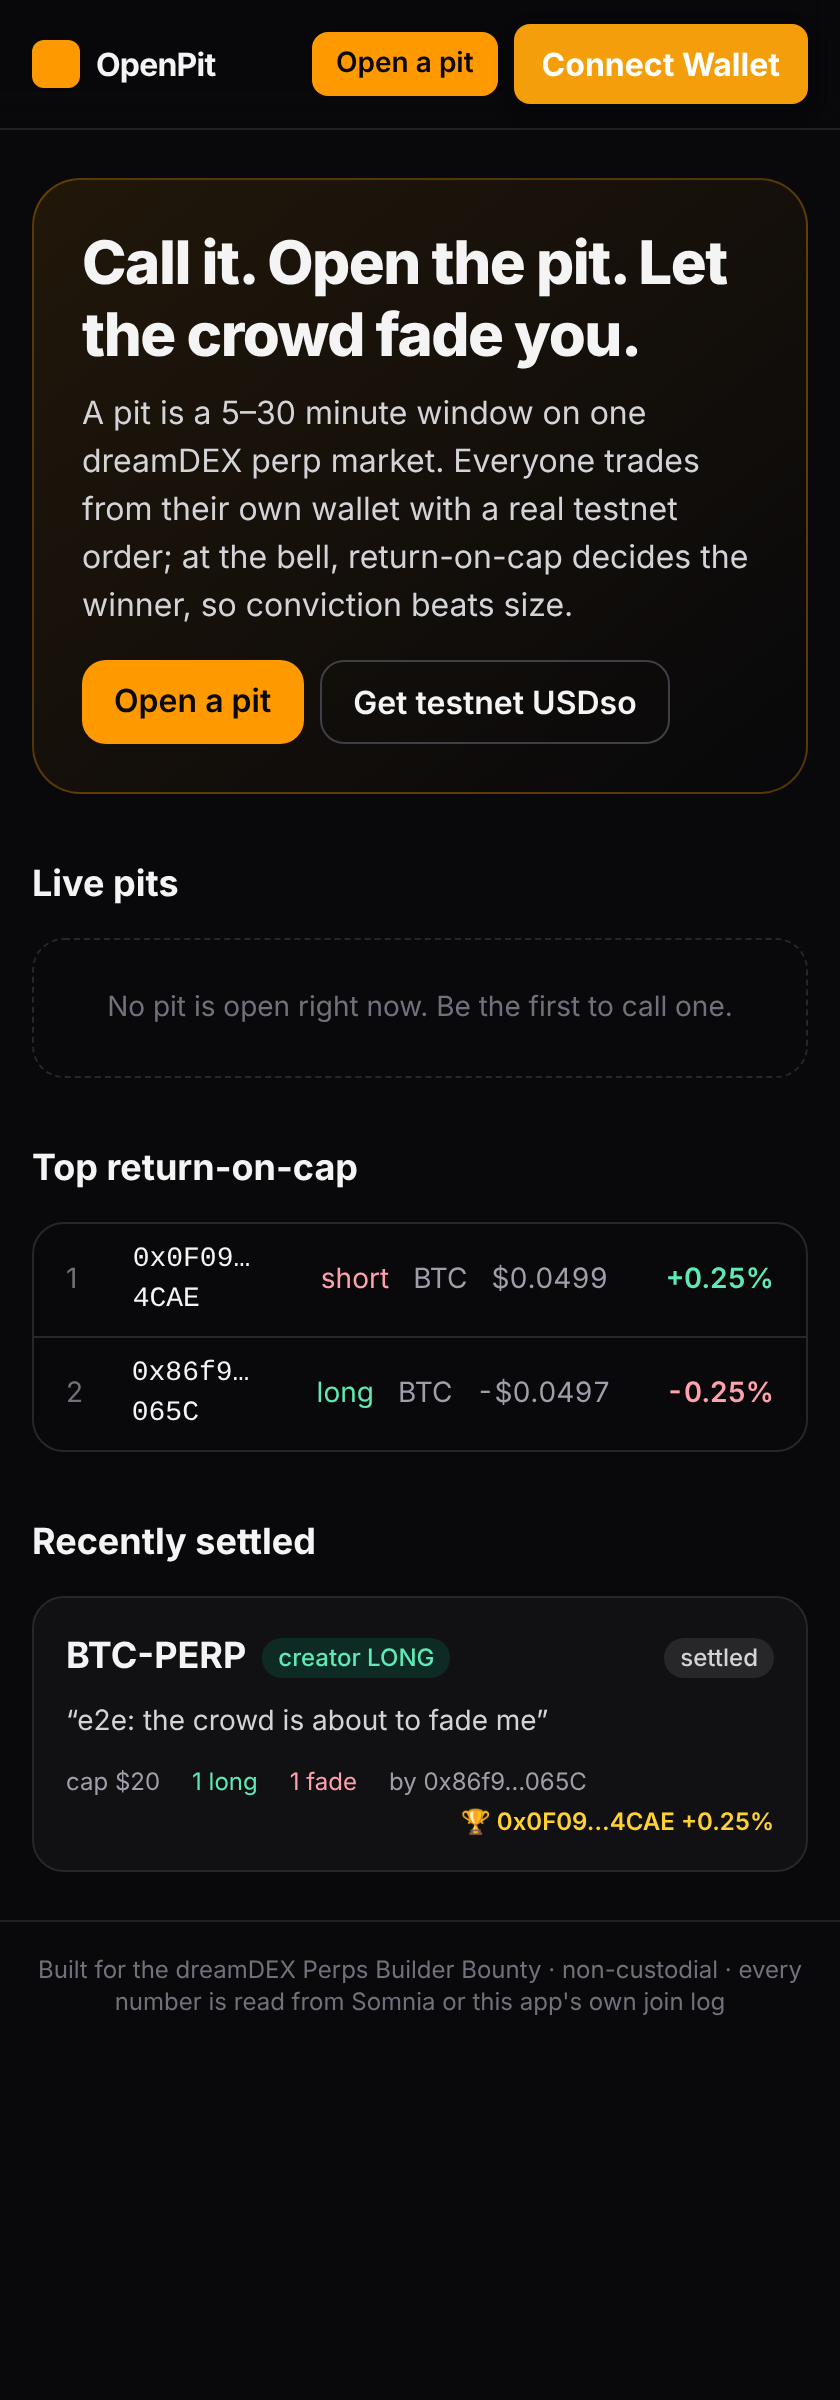 OpenPit
Open a pit
Connect Wallet
Call it. Open the pit. Let
the crowd fade you.
A pit is a 5–30 minute window on one
dreamDEX perp market. Everyone trades
from their own wallet with a real testnet
order; at the bell, return-on-cap decides the
winner, so conviction beats size.
Open a pit
Get testnet USDso
Live pits
No pit is open right now. Be the first to call one.
Top return-on-cap
1 0x0F09… short BTC $0.0499 +0.25%
4CAE
2 0x86f9… long BTC -$0.0497 -0.25%
065C
Recently settled
BTC-PERP creator LONG settled
“e2e: the crowd is about to fade me”
cap $20 1 long 1 fade by 0x86f9…065C
🏆 0x0F09…4CAE +0.25%
Built for the dreamDEX Perps Builder Bounty · non-custodial · every
number is read from Somnia or this app's own join log